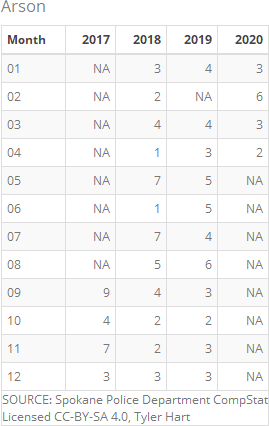 Arson
Month 2017 2018 2019 2020
01 NA 3 4 3
02 NA 2 NA 6
03 NA 4 4 3
04 NA 1 3 2
05 NA 7 5 NA
06 NA 1 5 NA
07 NA 7 4 NA
08 NA 5 6 NA
09 9 4 3 NA
10 4 2 2 NA
11 7 2 3 NA
12 3 3 3 NA
SOURCE: Spokane Police Department CompStat
Licensed CC-BY-SA 4.0, Tyler Hart